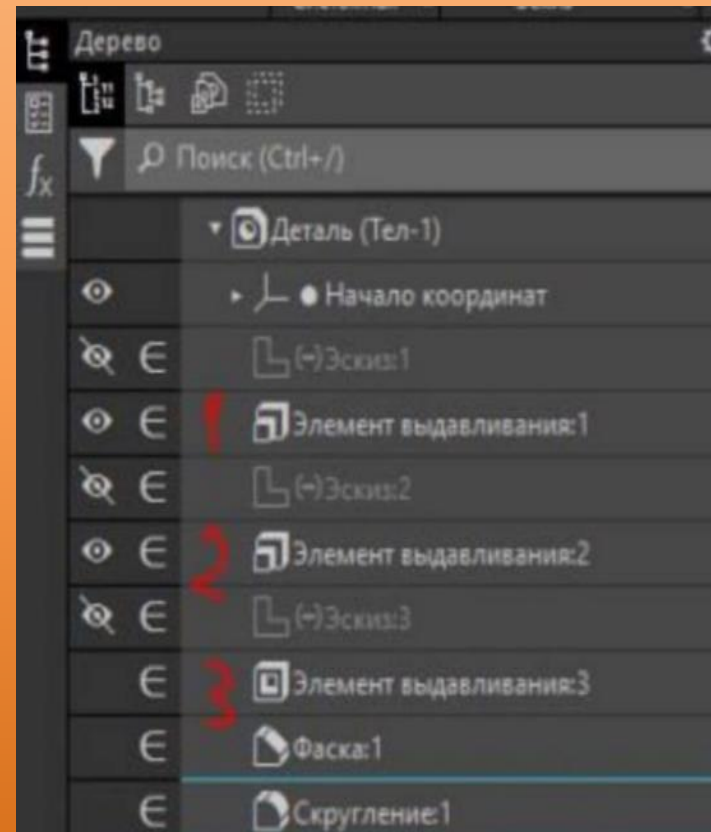 Дерево
Поиск (Ctrl+/)
Деталь (Тел-1)
Начало координат
(-)Эскиз:1
1 Элемент выдавливания:1
(-)Эскиз:2
2 Элемент выдавливания:2
(-)Эскиз:3
3 Элемент выдавливания:3
Фаска:1
Скругление:1